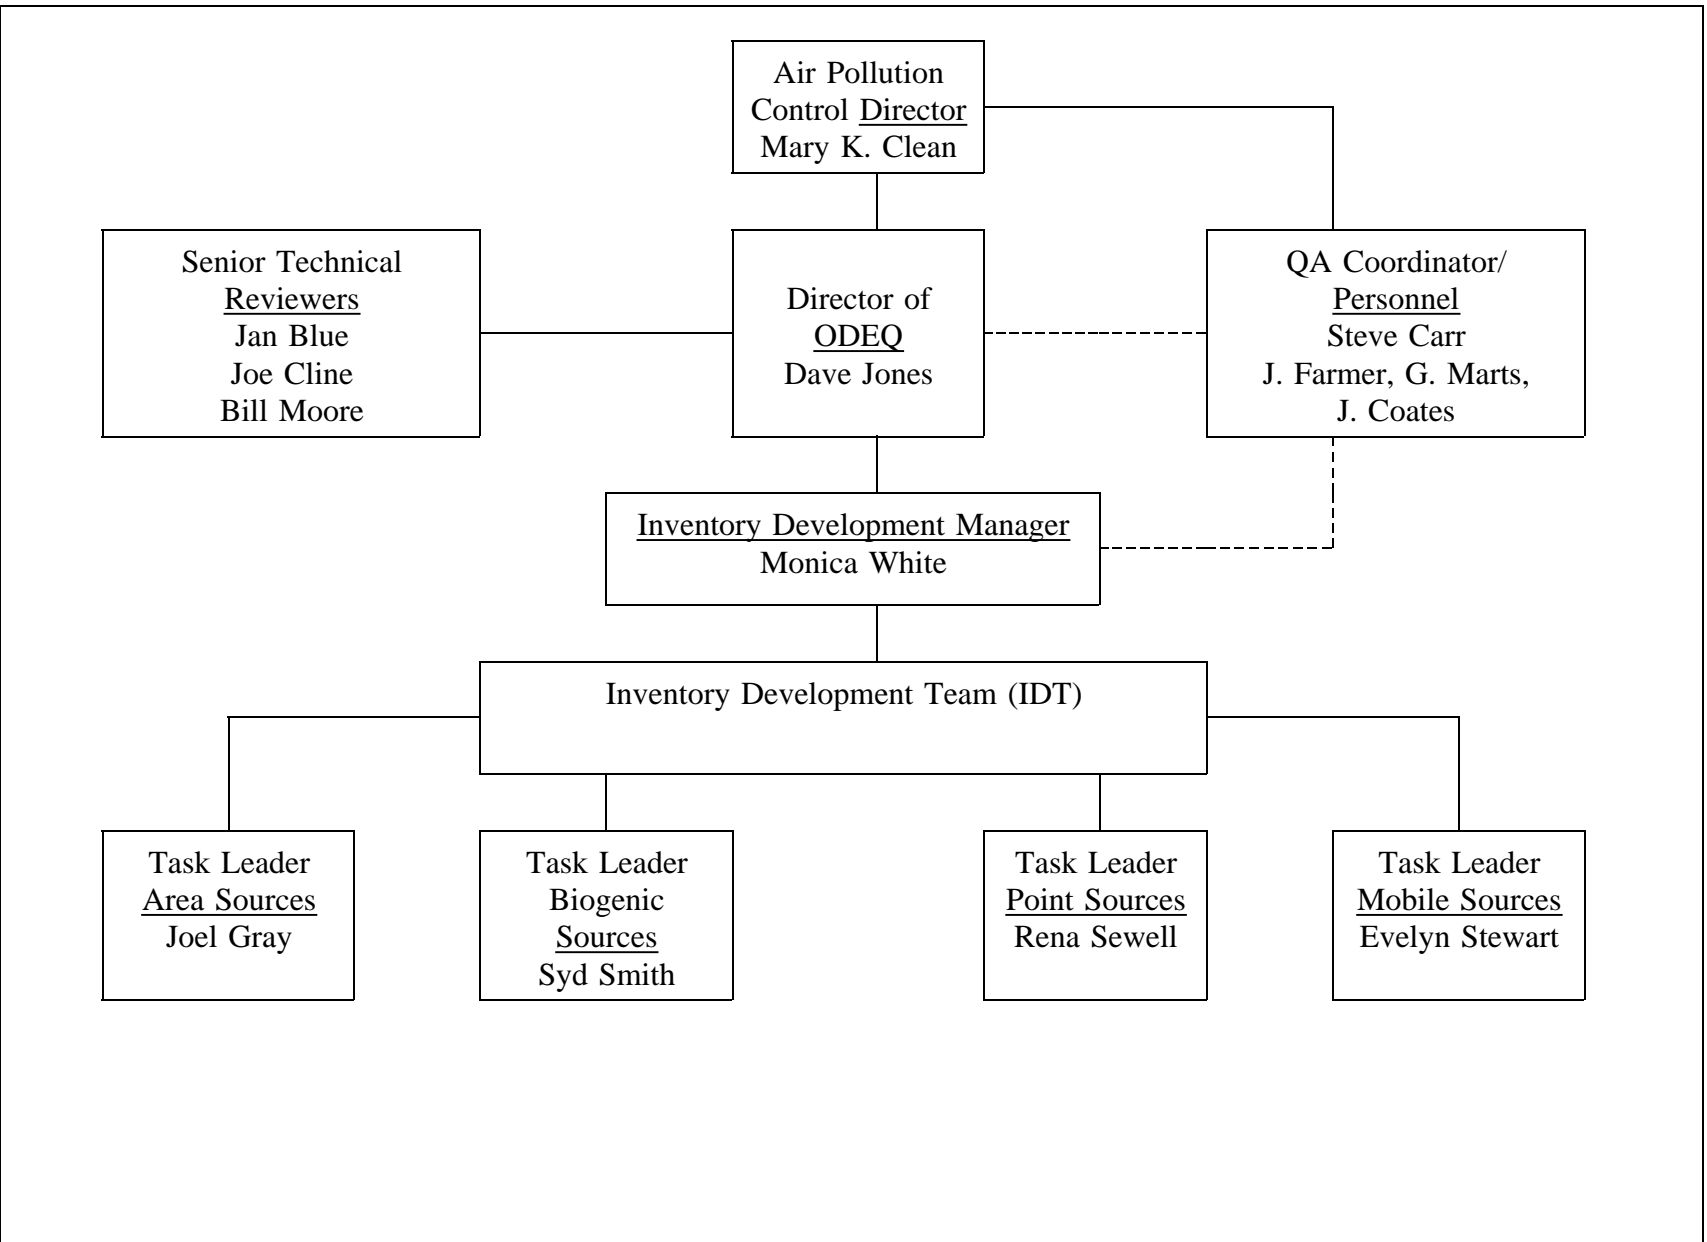 Air Pollution
Control Director
Mary K. Clean
Senior Technical
Reviewers
Jan Blue
Joe Cline
Bill Moore
Director of
ODEQ
Dave Jones
QA Coordinator/
Personnel
Steve Carr
J. Farmer, G. Marts,
J. Coates
Inventory Development Manager
Monica White
Inventory Development Team (IDT)
Task Leader
Area Sources
Joel Gray
Task Leader
Biogenic
Sources
Syd Smith
Task Leader
Point Sources
Rena Sewell
Task Leader
Mobile Sources
Evelyn Stewart